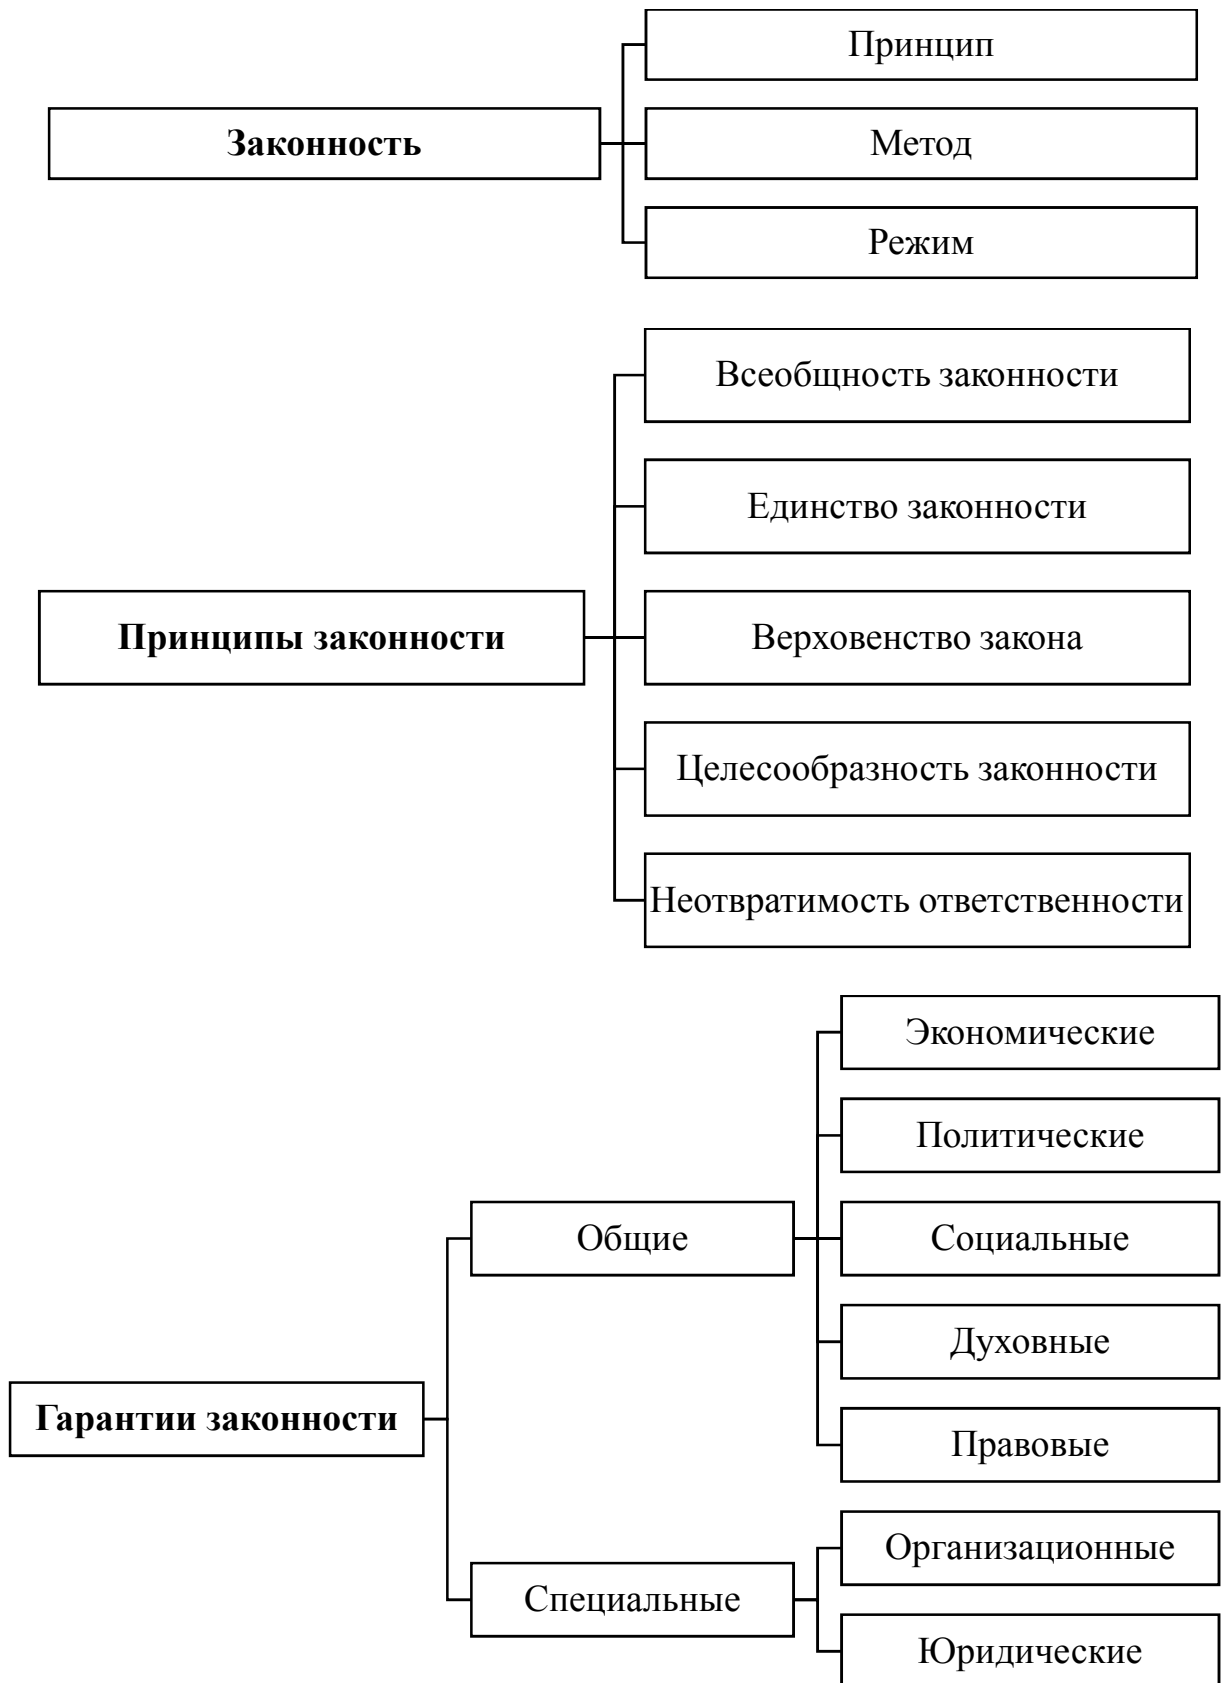 Законность
Принцип
Метод
Режим
Принципы законности
Всеобщность законности
Единство законности
Верховенство закона
Целесообразность законности
Неотвратимость ответственности
Гарантии законности
Общие
Экономические
Политические
Социальные
Духовные
Правовые
Специальные
Организационные
Юридические